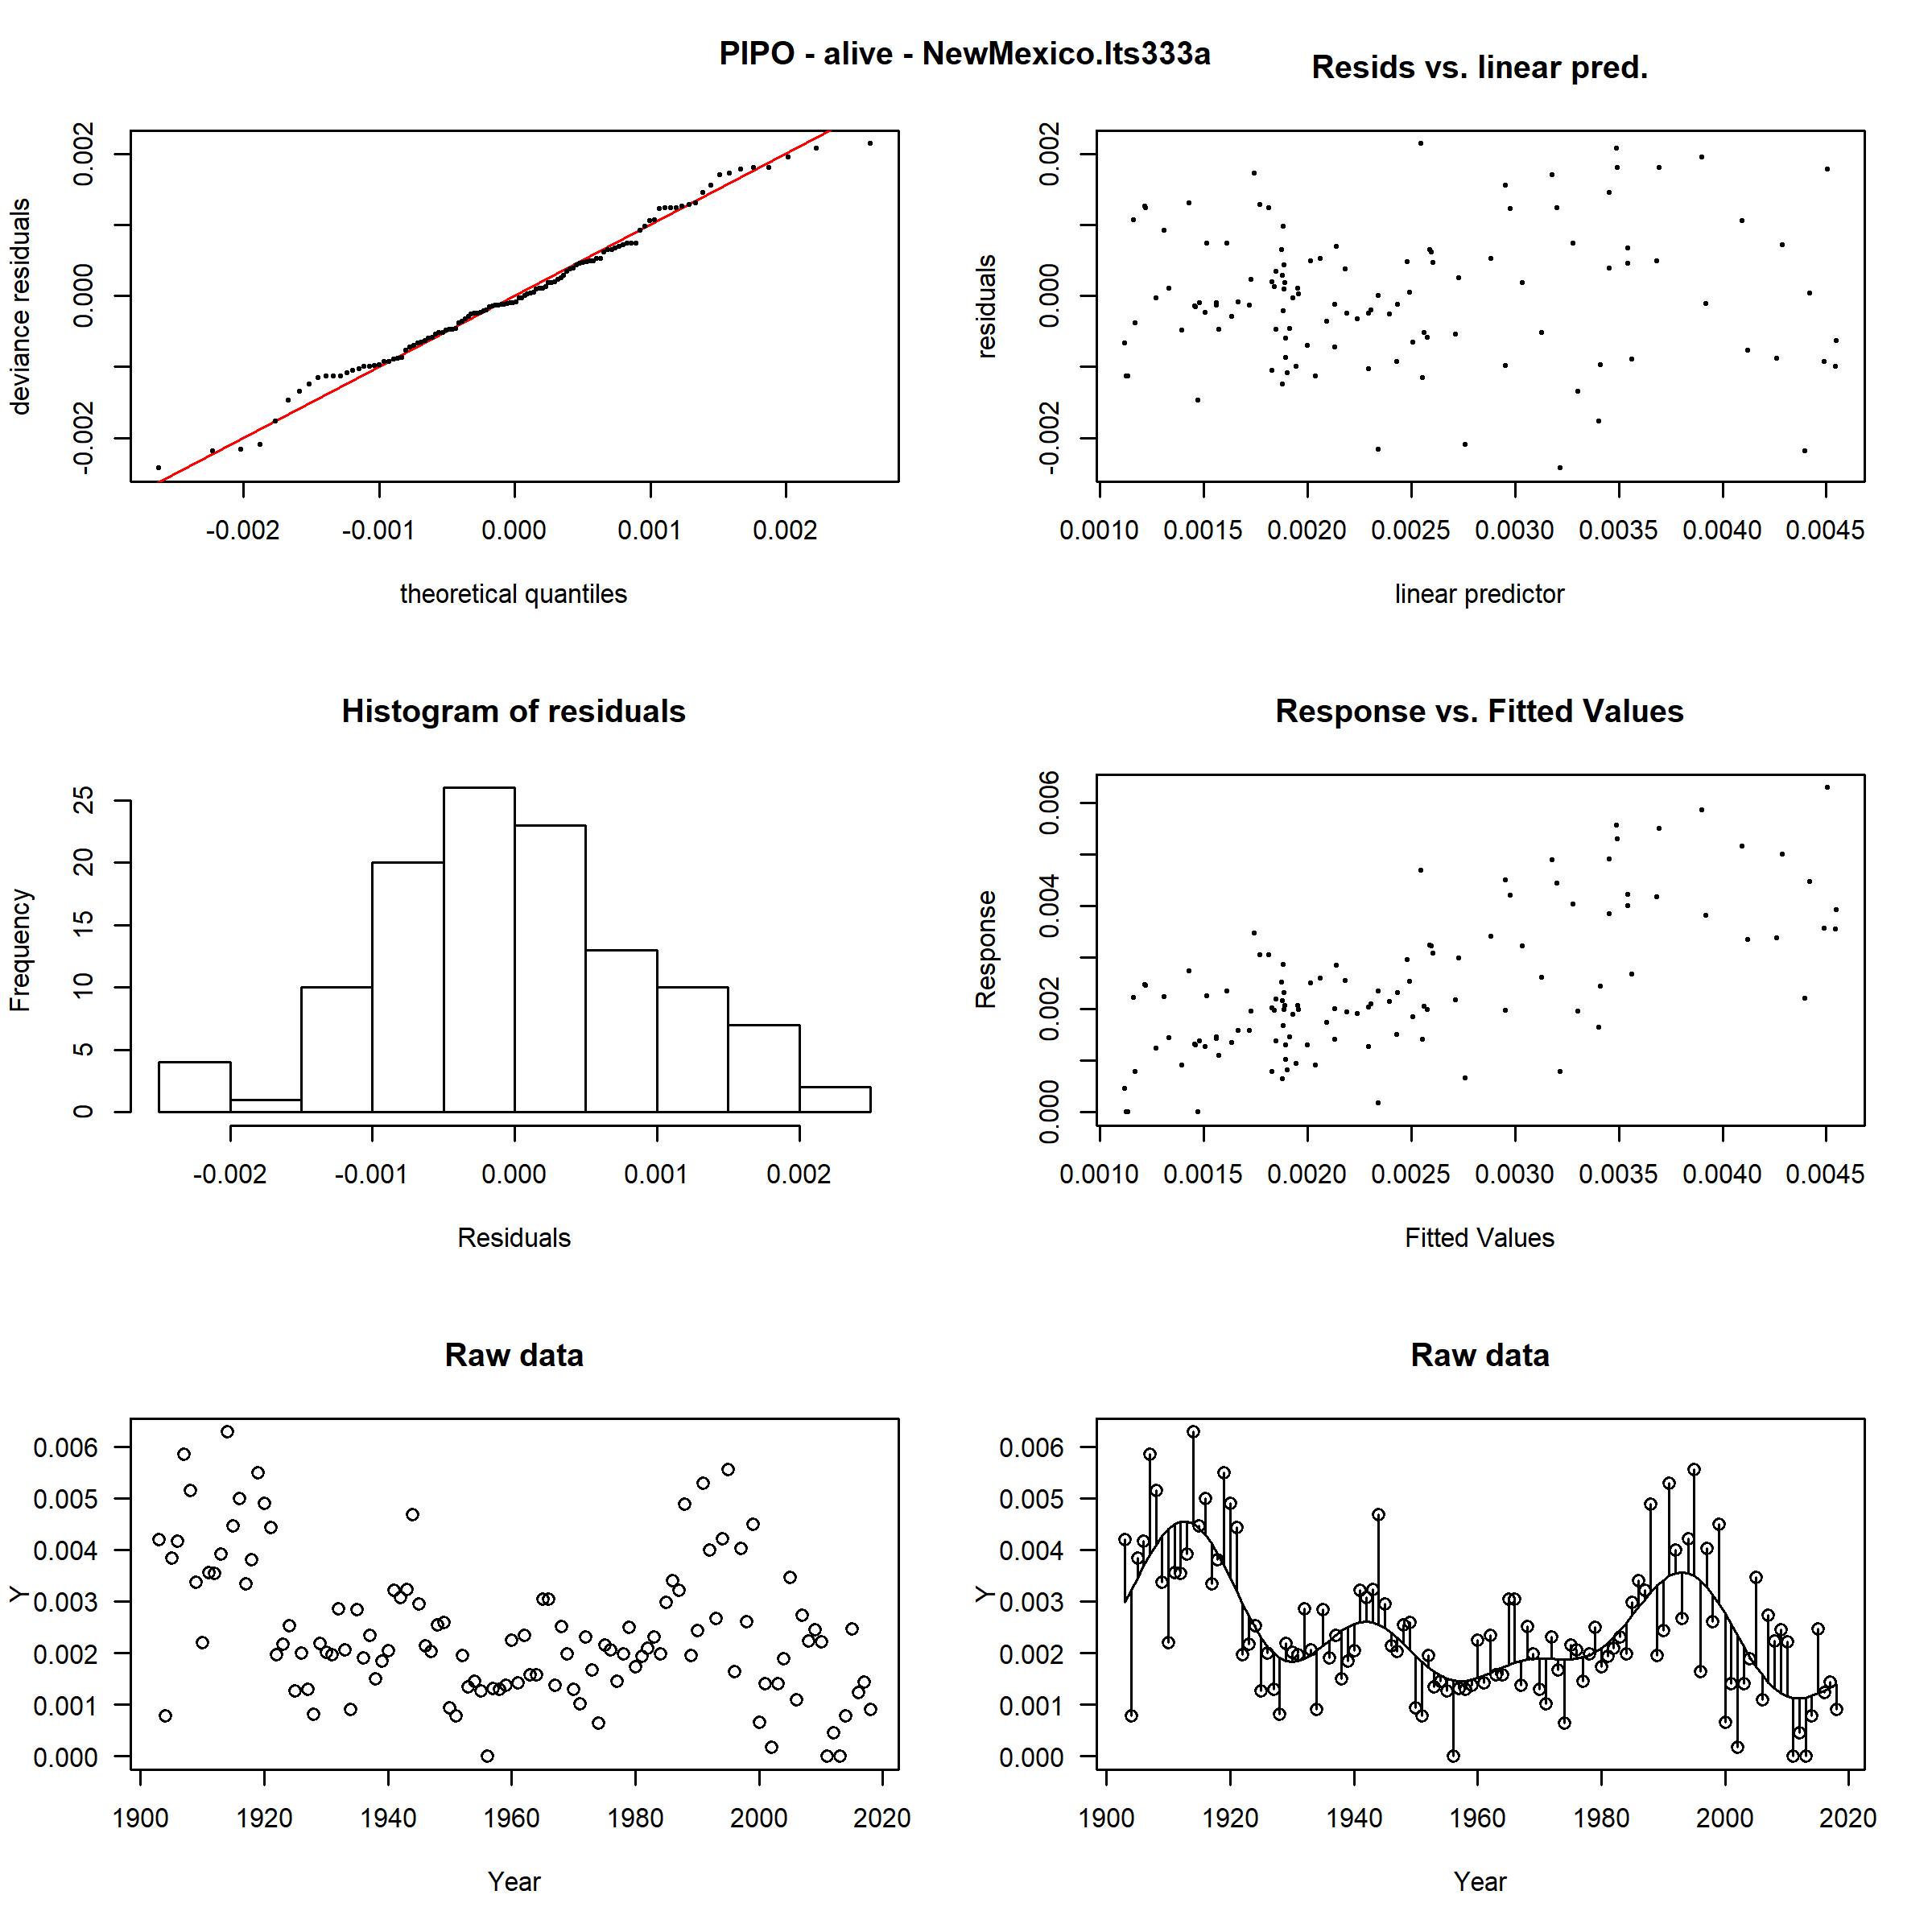 PIPO - alive - NewMexico.lts333a
Resids vs. linear pred.
deviance residuals
-0.002 0.000 0.002
-0.002 -0.001 0.000 0.001 0.002
theoretical quantiles
residuals
-0.002 0.000 0.002
0.0010 0.0015 0.0020 0.0025 0.0030 0.0035 0.0040 0.0045
linear predictor
Histogram of residuals
Frequency
0 5 10 15 20 25
-0.002 -0.001 0.000 0.001 0.002
Residuals
Response vs. Fitted Values
Response
0.000 0.002 0.004 0.006
0.0010 0.0015 0.0020 0.0025 0.0030 0.0035 0.0040 0.0045
Fitted Values
Raw data
Y
0.006
0.005
0.004
0.003
0.002
0.001
0.000
1900 1920 1940 1960 1980 2000 2020
Year
Raw data
Y
0.006
0.005
0.004
0.003
0.002
0.001
0.000
1900 1920 1940 1960 1980 2000 2020
Year